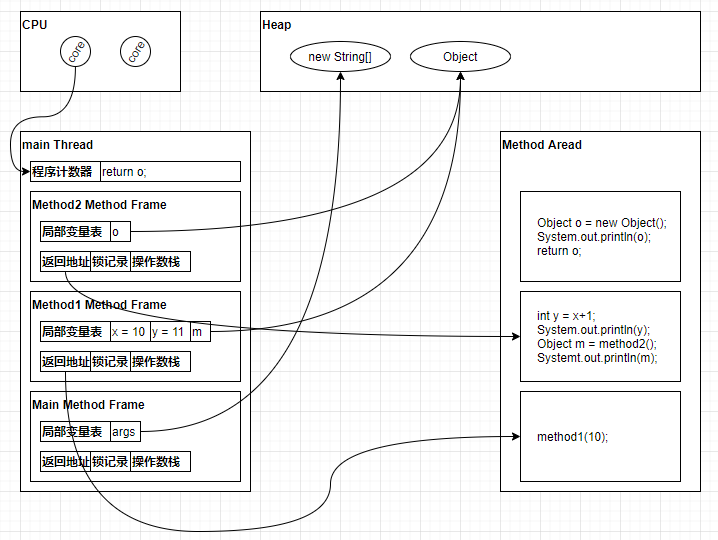 CPU
core
core
Heap
new String[]
Object
main Thread
程序计数器 return o;
Method2 Method Frame
局部变量表 o
返回地址 锁记录 操作数栈
Method1 Method Frame
局部变量表 x = 10 y = 11 m
返回地址 锁记录 操作数栈
Main Method Frame
局部变量表 args
返回地址 锁记录 操作数栈
Method Aread
Object o = new Object();
System.out.println(o);
return o;
int y = x+1;
System.out.println(y);
Object m = method2();
Systemt.out.println(m);
method1(10);